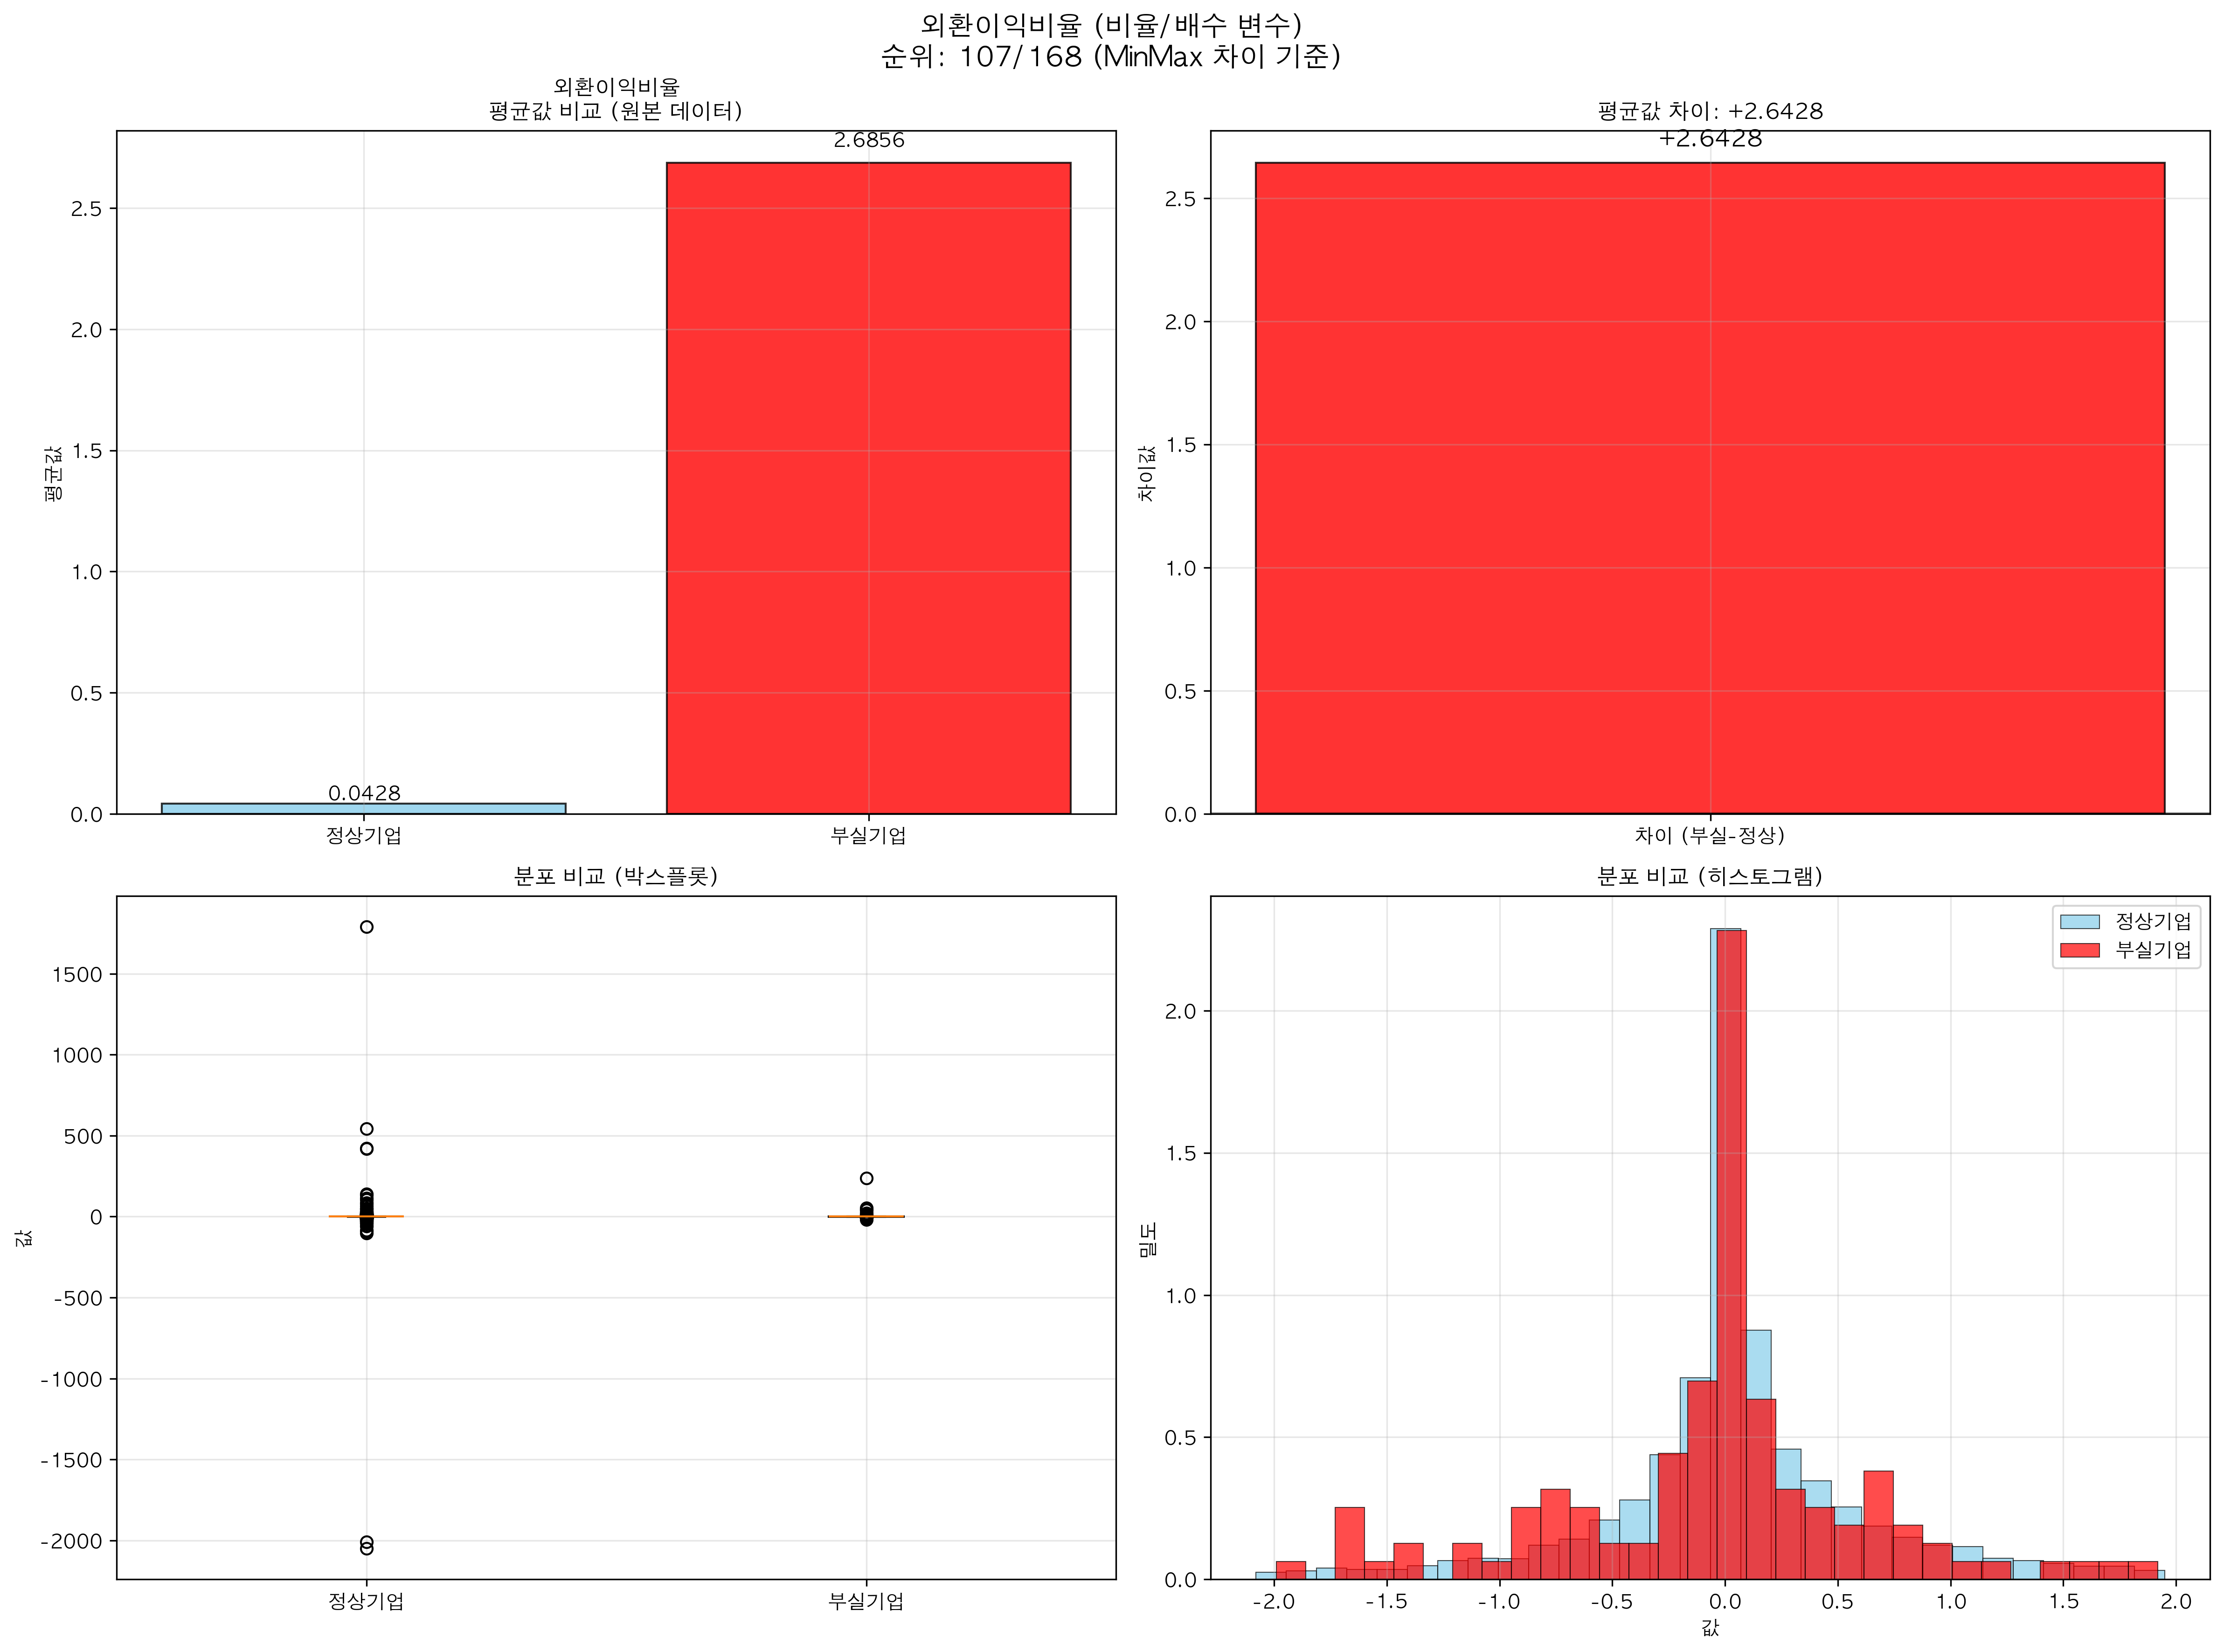 외환이익비율 (비율/배수 변수)
순위: 107/168 (MinMax 차이 기준)
외환이익비율
평균값 비교 (원본 데이터)
2.6856
0.0428
2.5
2.0
1.5
1.0
0.5
0.0
평균값
정상기업
부실기업
평균값 차이: +2.6428
+2.6428
2.5
2.0
1.5
1.0
0.5
0.0
차이값
차이 (부실-정상)
분포 비교 (박스플롯)
1500
1000
500
0
-500
-1000
-1500
-2000
값
정상기업
부실기업
분포 비교 (히스토그램)
정상기업
부실기업
2.0
1.5
1.0
0.5
0.0
밀도
-2.0 -1.5 -1.0 -0.5 0.0 0.5 1.0 1.5 2.0
값